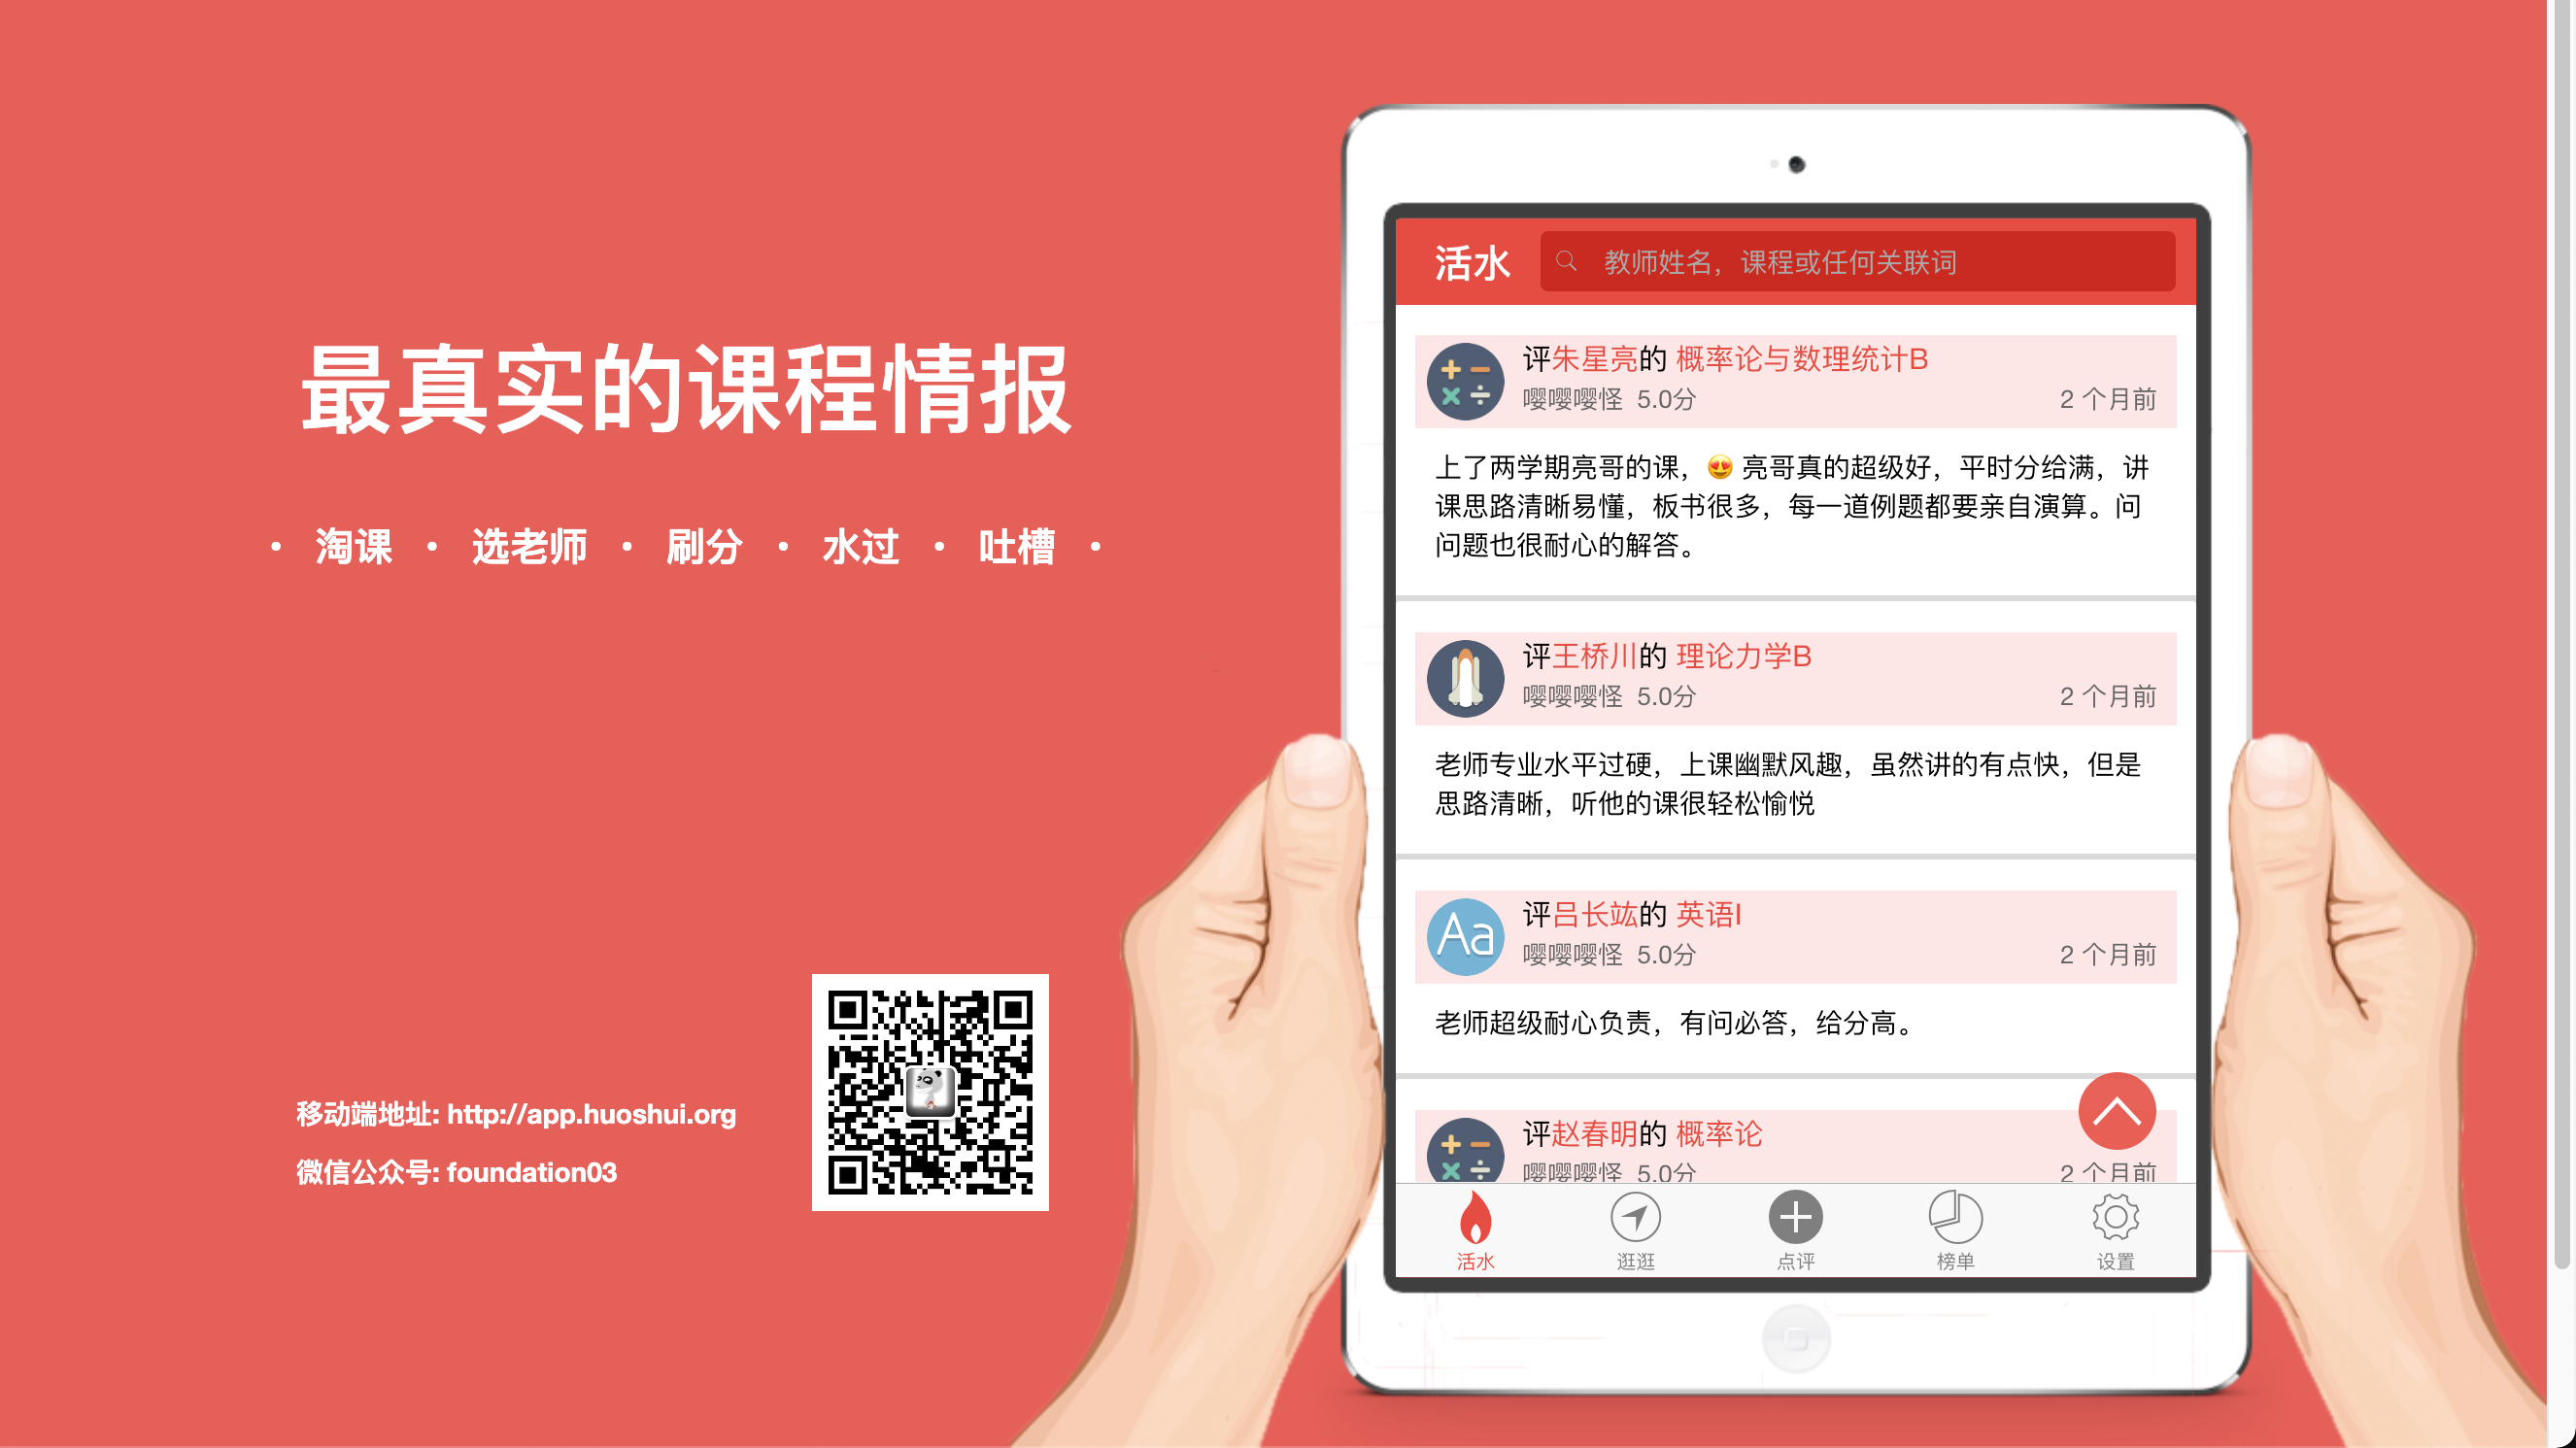 最真实的课程情报
· 淘课 · 选老师 · 刷分 · 水过 · 吐槽 ·
移动端地址: http://app.huoshui.org
微信公众号: foundation03
活水
教师姓名，课程或任何关联词
评朱星亮的 概率论与数理统计B
嘤嘤嘤怪 5.0分
2 个月前
上了两学期亮哥的课，😍 亮哥真的超级好，平时分给满，讲
课思路清晰易懂，板书很多，每一道例题都要亲自演算。问
问题也很耐心的解答。
评王桥川的 理论力学B
嘤嘤嘤怪 5.0分
2 个月前
老师专业水平过硬，上课幽默风趣，虽然讲的有点快，但是
思路清晰，听他的课很轻松愉悦
评吕长竑的 英语I
嘤嘤嘤怪 5.0分
2 个月前
Aa
老师超级耐心负责，有问必答，给分高。
评赵春明的 概率论
嘤嘤嘤怪 5.0分
2 个月前
活水
逛逛
点评
榜单
设置